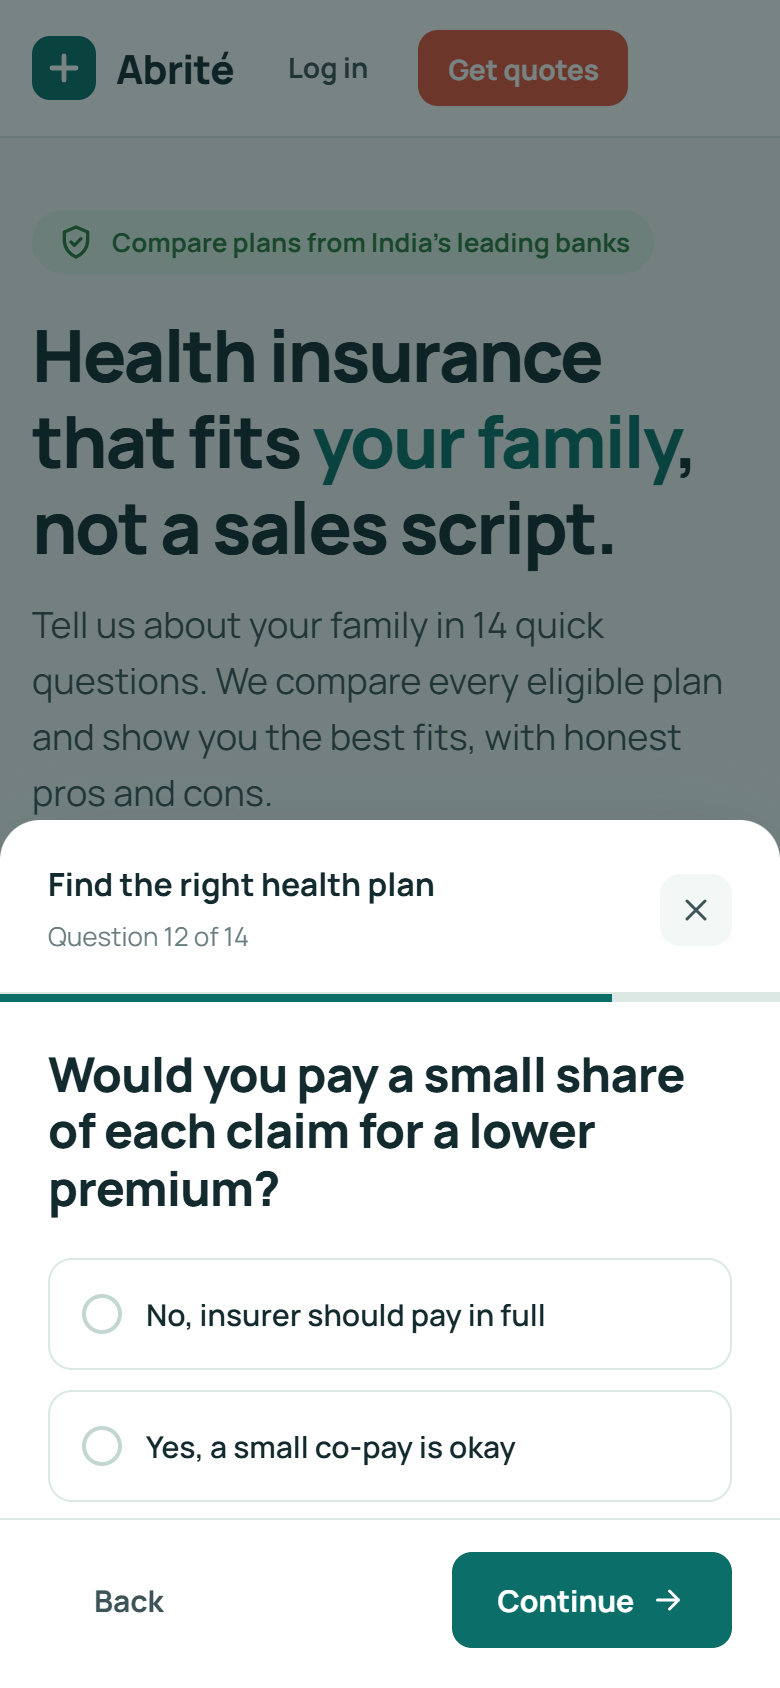 Abrité
Log in
Get quotes
Compare plans from India's leading banks
Health insurance
that fits your family,
not a sales script.
Tell us about your family in 14 quick
questions. We compare every eligible plan
and show you the best fits, with honest
pros and cons.
Find the right health plan
Question 12 of 14
Would you pay a small share
of each claim for a lower
premium?
No, insurer should pay in full
Yes, a small co-pay is okay
Back
Continue →